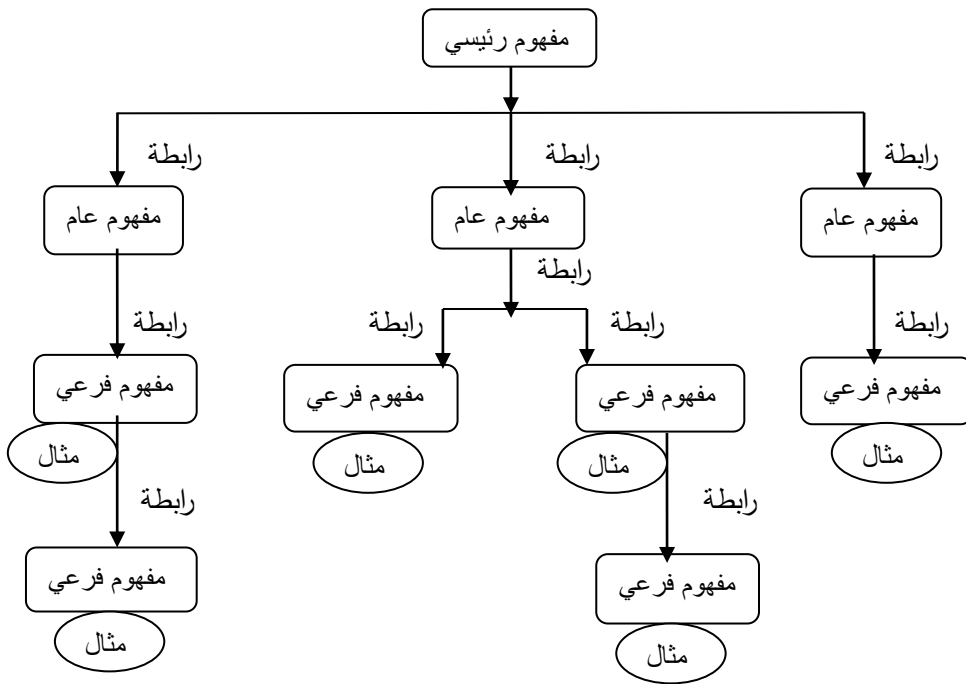 مفهوم رئيسي
رابطة
رابطة
رابطة
مفهوم عام
مفهوم عام
مفهوم عام
رابطة
رابطة
رابطة
رابطة
رابطة
مفهوم فرعي
مفهوم فرعي
مفهوم فرعي
مفهوم فرعي
مثال
مثال
مثال
مثال
رابطة
رابطة
مفهوم فرعي
مفهوم فرعي
مثال
مثال